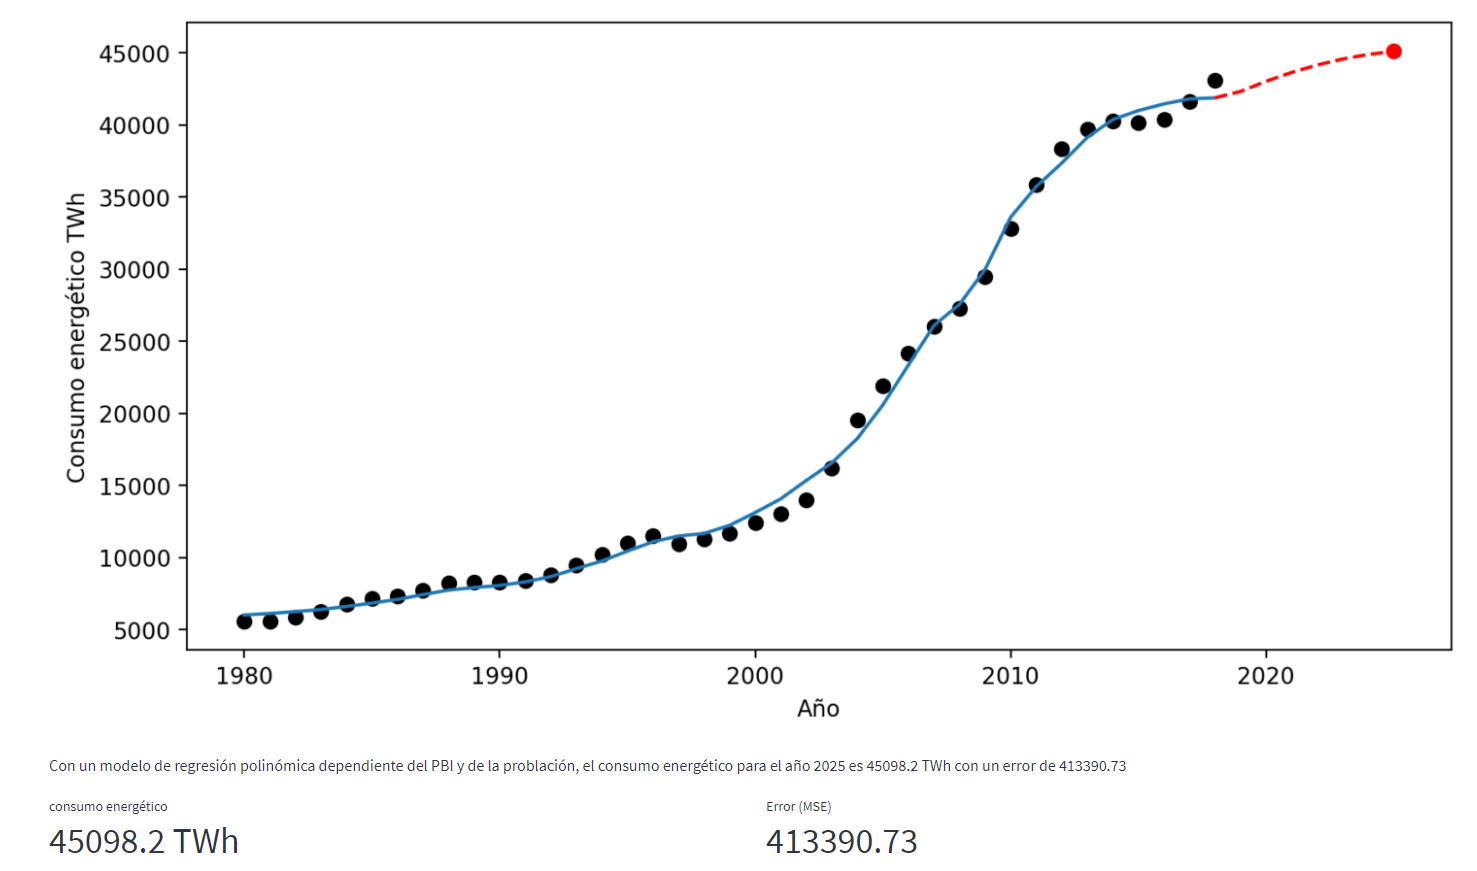 45000
40000
35000
30000
25000
20000
15000
10000
5000
Consumo energético TWh
1980 1990 2000 2010 2020
Año
Con un modelo de regresión polinómica dependiente del PBI y de la problación, el consumo energético para el año 2025 es 45098.2 TWh con un error de 413390.73
consumo energético Error (MSE)
45098.2 TWh 413390.73